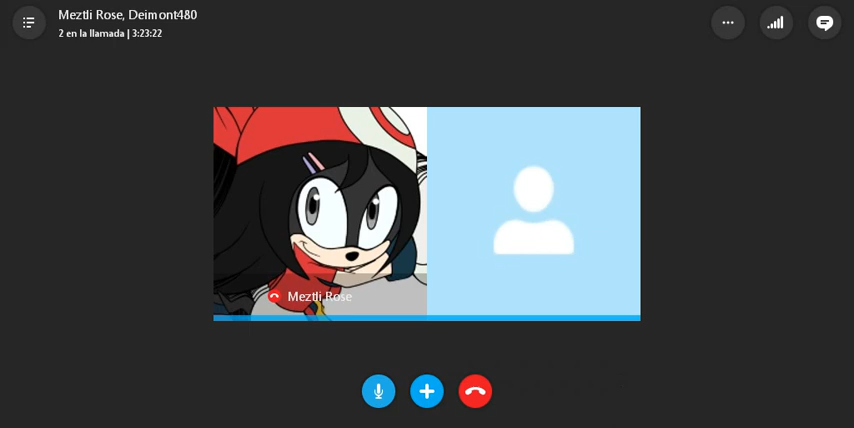 Meztli Rose, Deimont480
2 en la llamada | 3:23:22
Meztli Rose